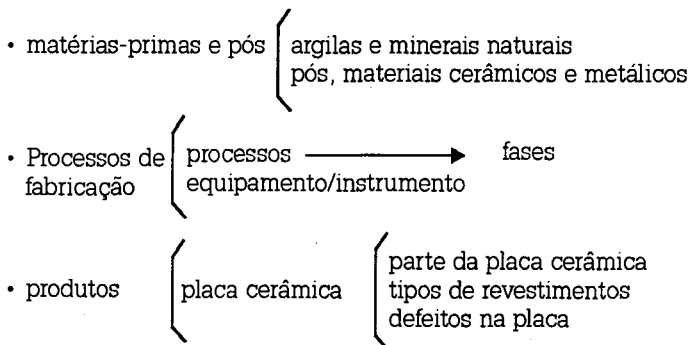 • matérias-primas e pós argilas e minerais naturais
pós, materiais cerâmicos e metálicos
• Processos de fabricação processos fases
equipamento/instrumento
• produtos placa cerâmica parte da placa cerâmica
tipos de revestimentos
defeitos na placa